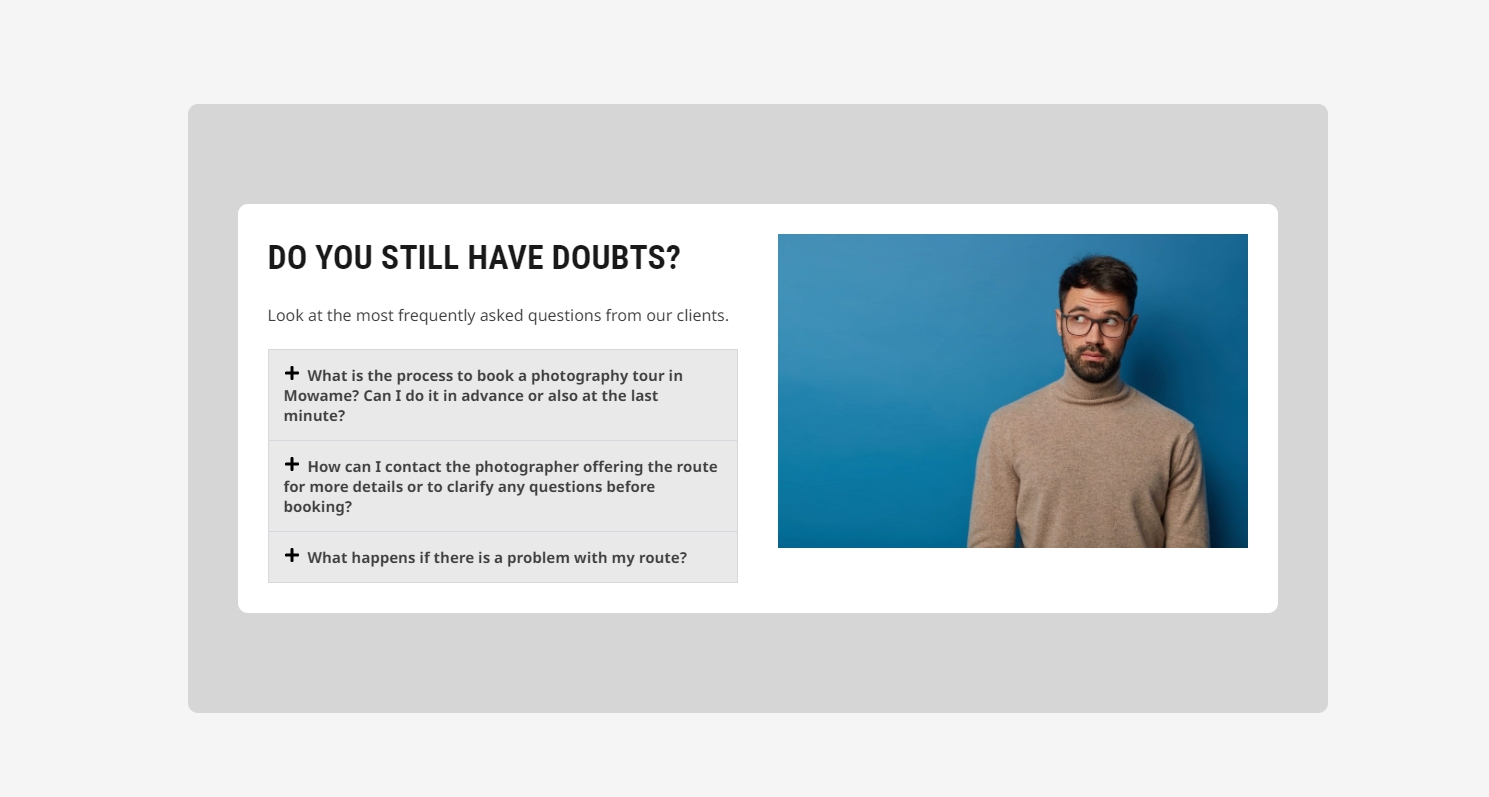 DO YOU STILL HAVE DOUBTS?
Look at the most frequently asked questions from our clients.
What is the process to book a photography tour in
Mowame? Can I do it in advance or also at the last
minute?
How can I contact the photographer offering the route
for more details or to clarify any questions before
booking?
What happens if there is a problem with my route?